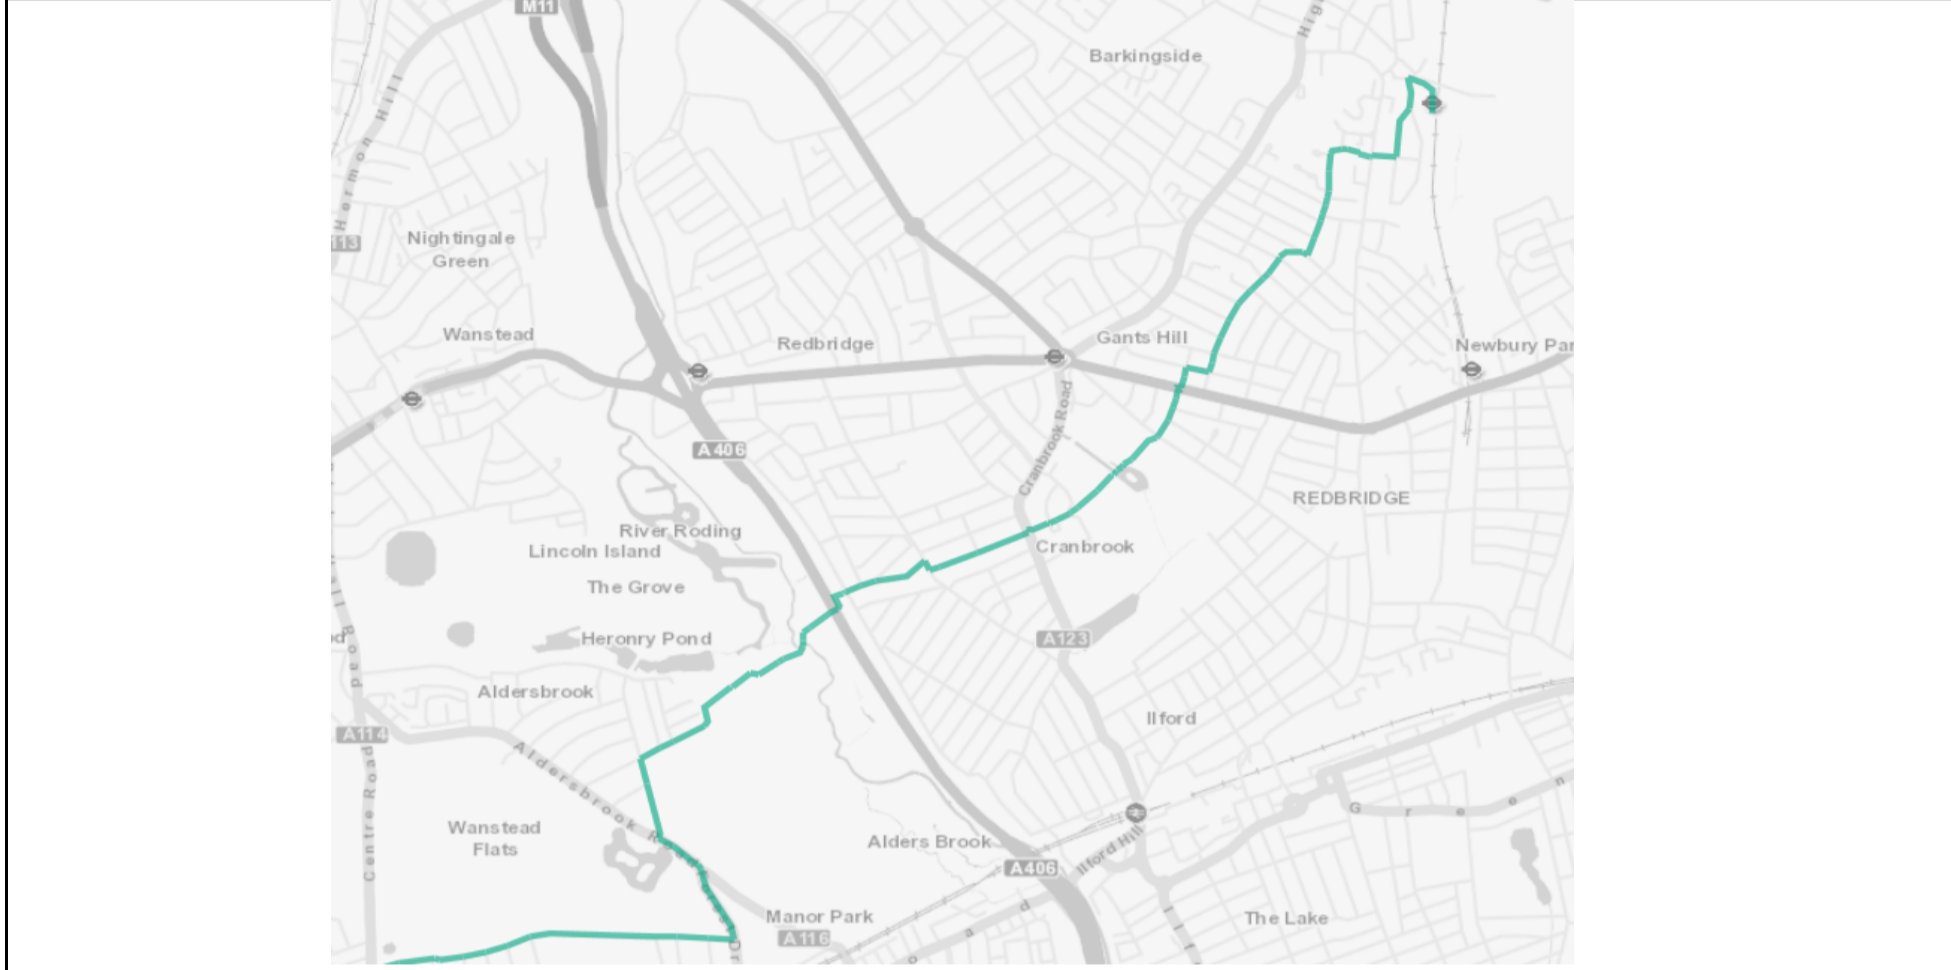 M11
Hig
Barkingside
Hermon Hill
113
Nightingale
Green
Wanstead
Redbridge
Gants Hill
Newbury Par
Cranbrook Road
A406
REDBRIDGE
River Roding
Lincoln Island
Cranbrook
The Grove
Heronry Pond
A123
Aldersbrook
Ilford
A114
Aldersbrook Road
Centre Road
Green
Wanstead
Flats
Alders Brook
A406
Ilford Hill
Manor Park
The Lake
A116